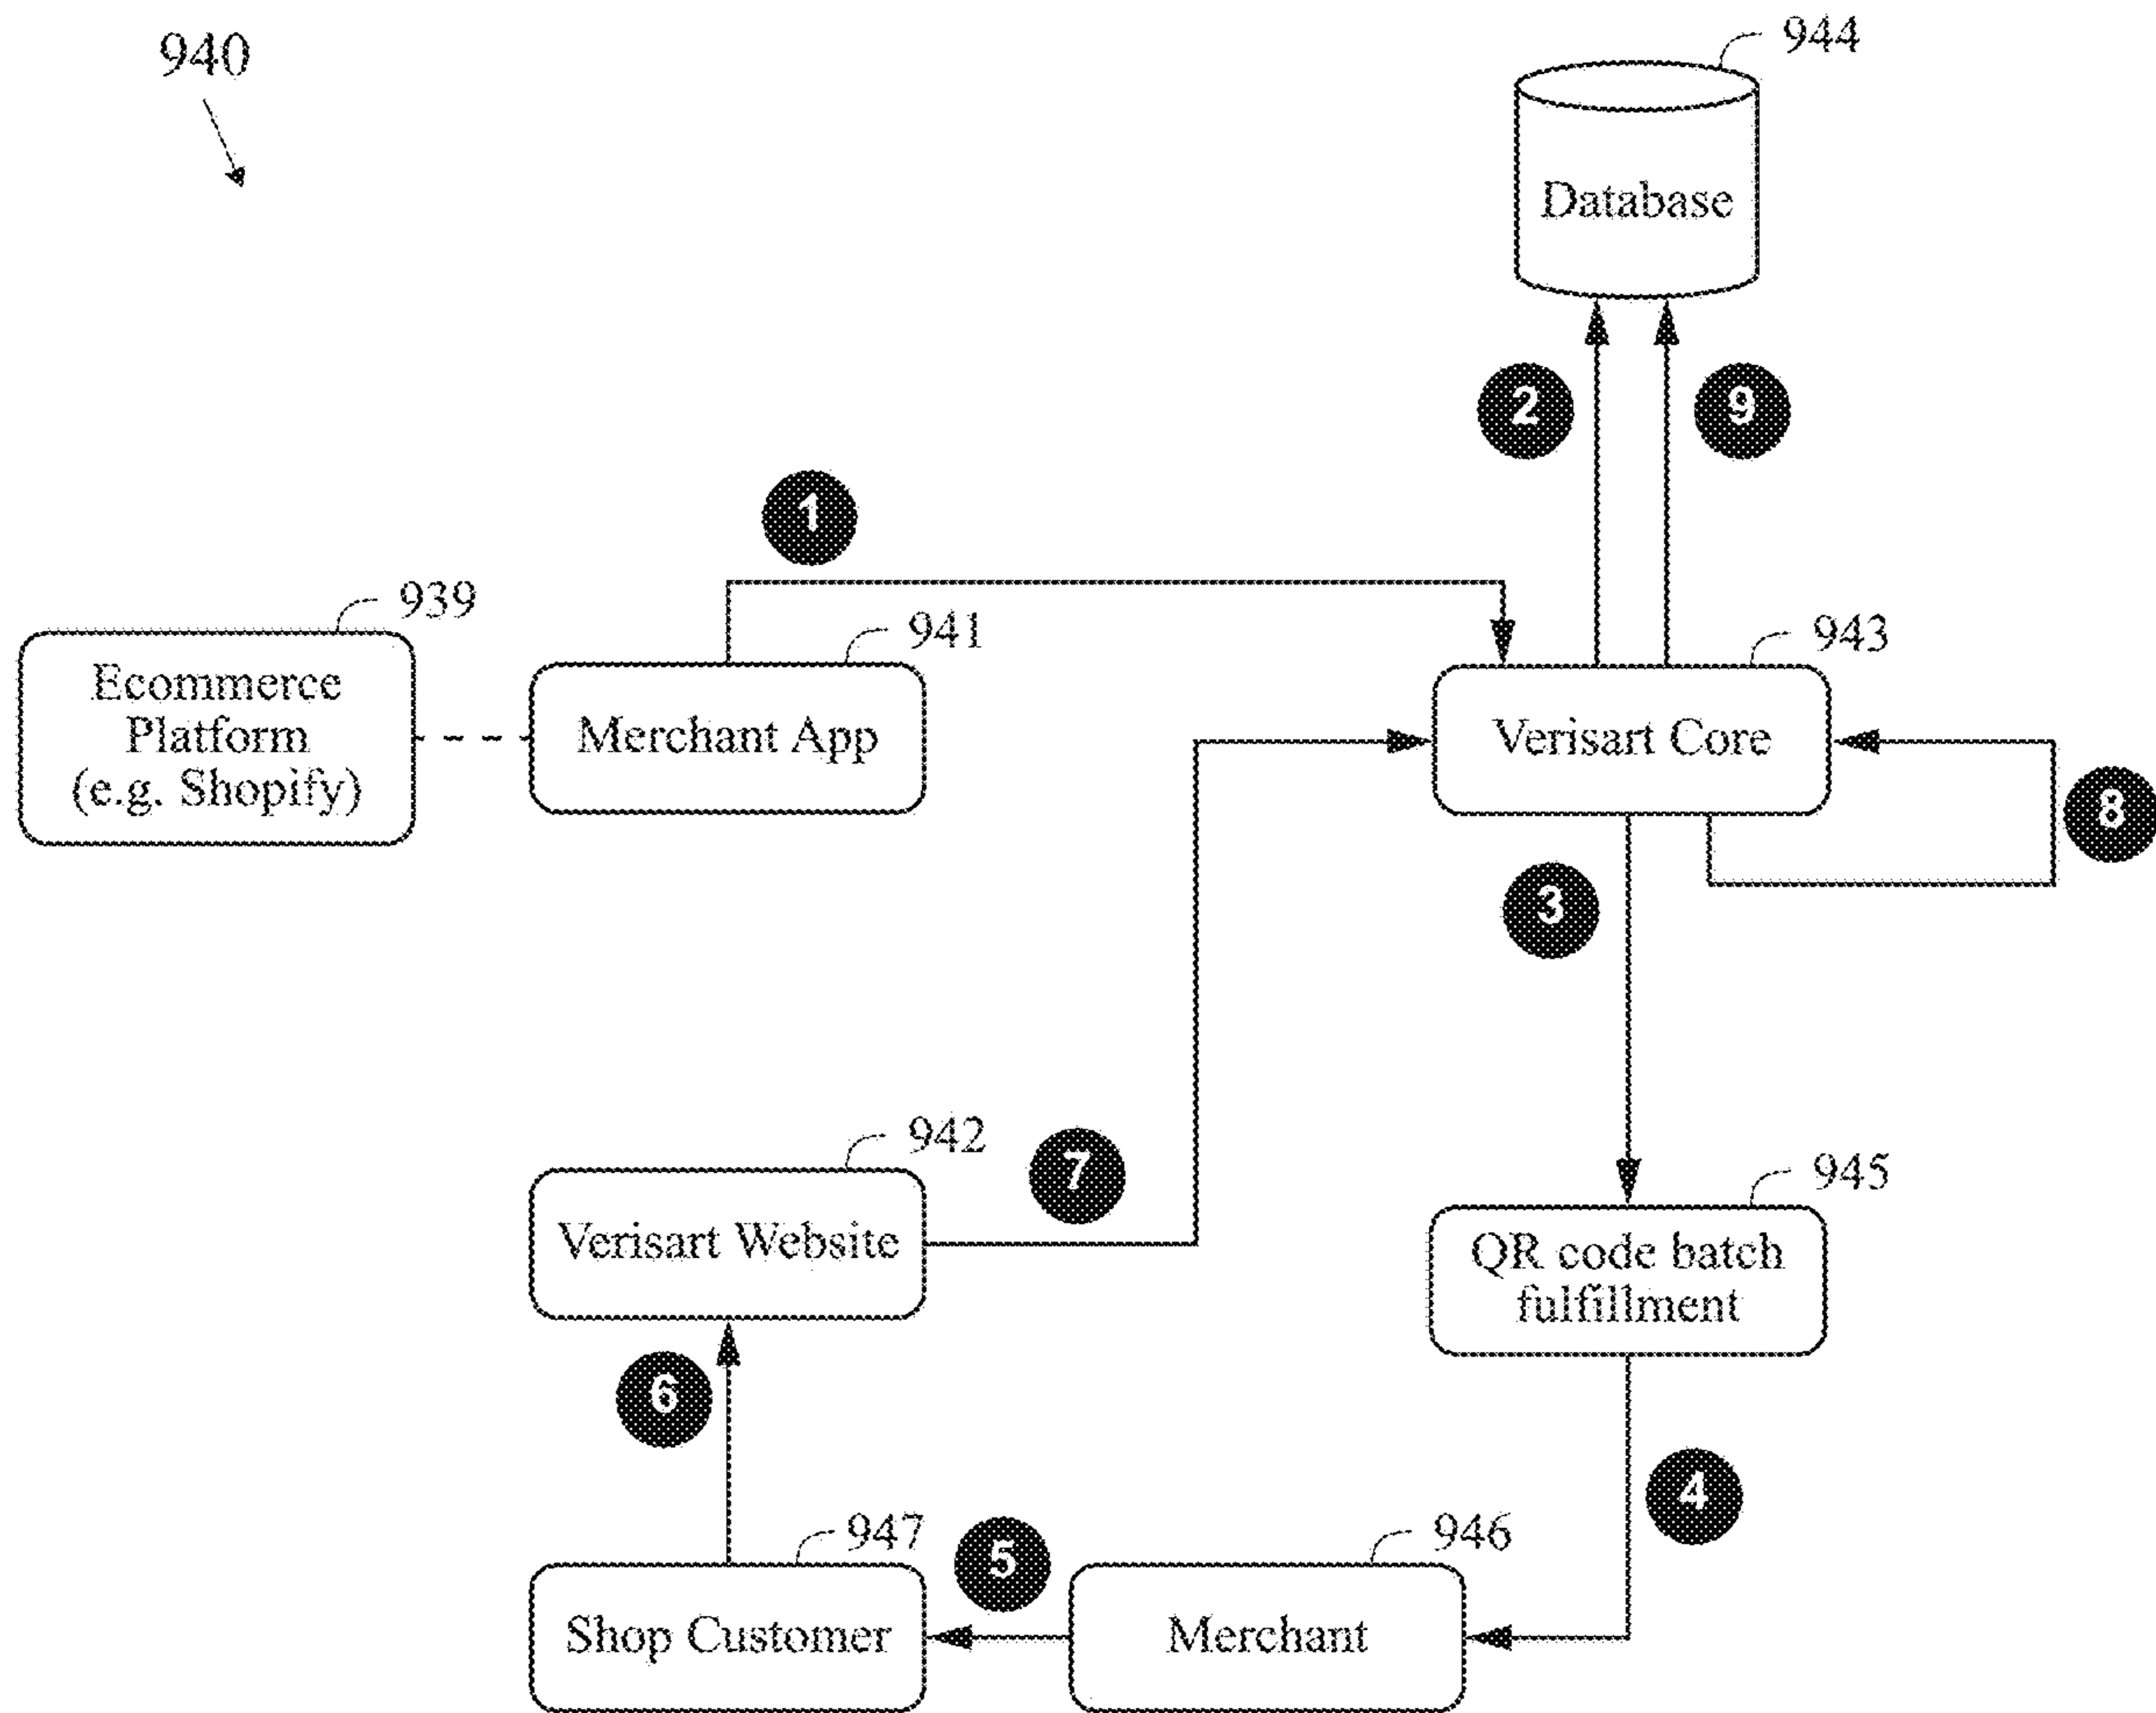 940
944
Database
2
9
1
939
941
943
Ecommerce
Platform
(e.g. Shopify)
Merchant App
Verisart Core
8
3
942
7
945
Verisart Website
QR code batch
fulfillment
6
4
947
5
946
Shop Customer
Merchant